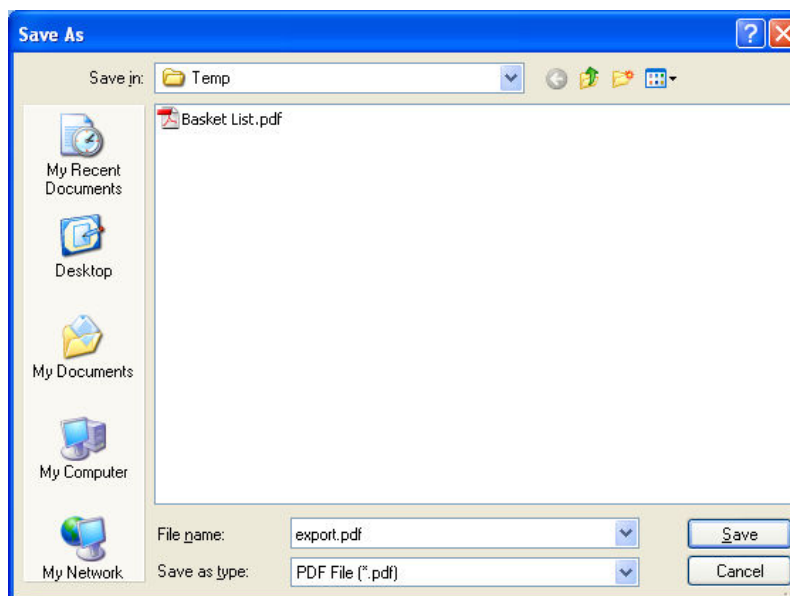 Save As
Save in:
Temp
Basket List.pdf
My Recent
Documents
Desktop
My Documents
My Computer
My Network
File name:
export.pdf
Save
Save as type:
PDF File (*.pdf)
Cancel